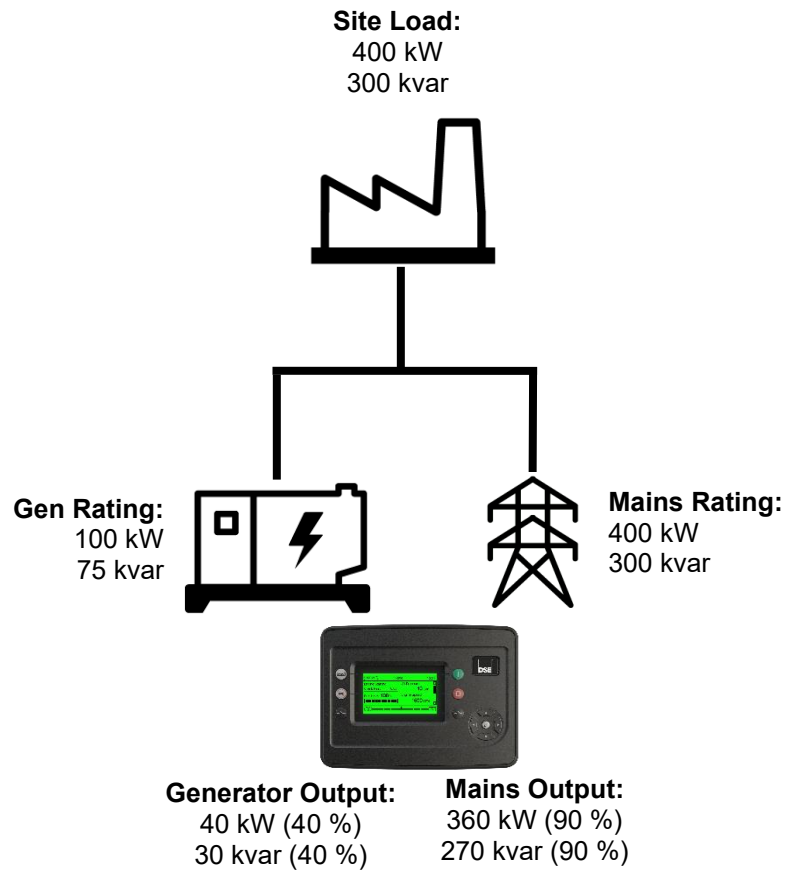 Site Load:
400 kW
300 kvar
Gen Rating:
100 kW
75 kvar
Mains Rating:
400 kW
300 kvar
DSE
Generator Output:
40 kW (40 %)
30 kvar (40 %)
Mains Output:
360 kW (90 %)
270 kvar (90 %)